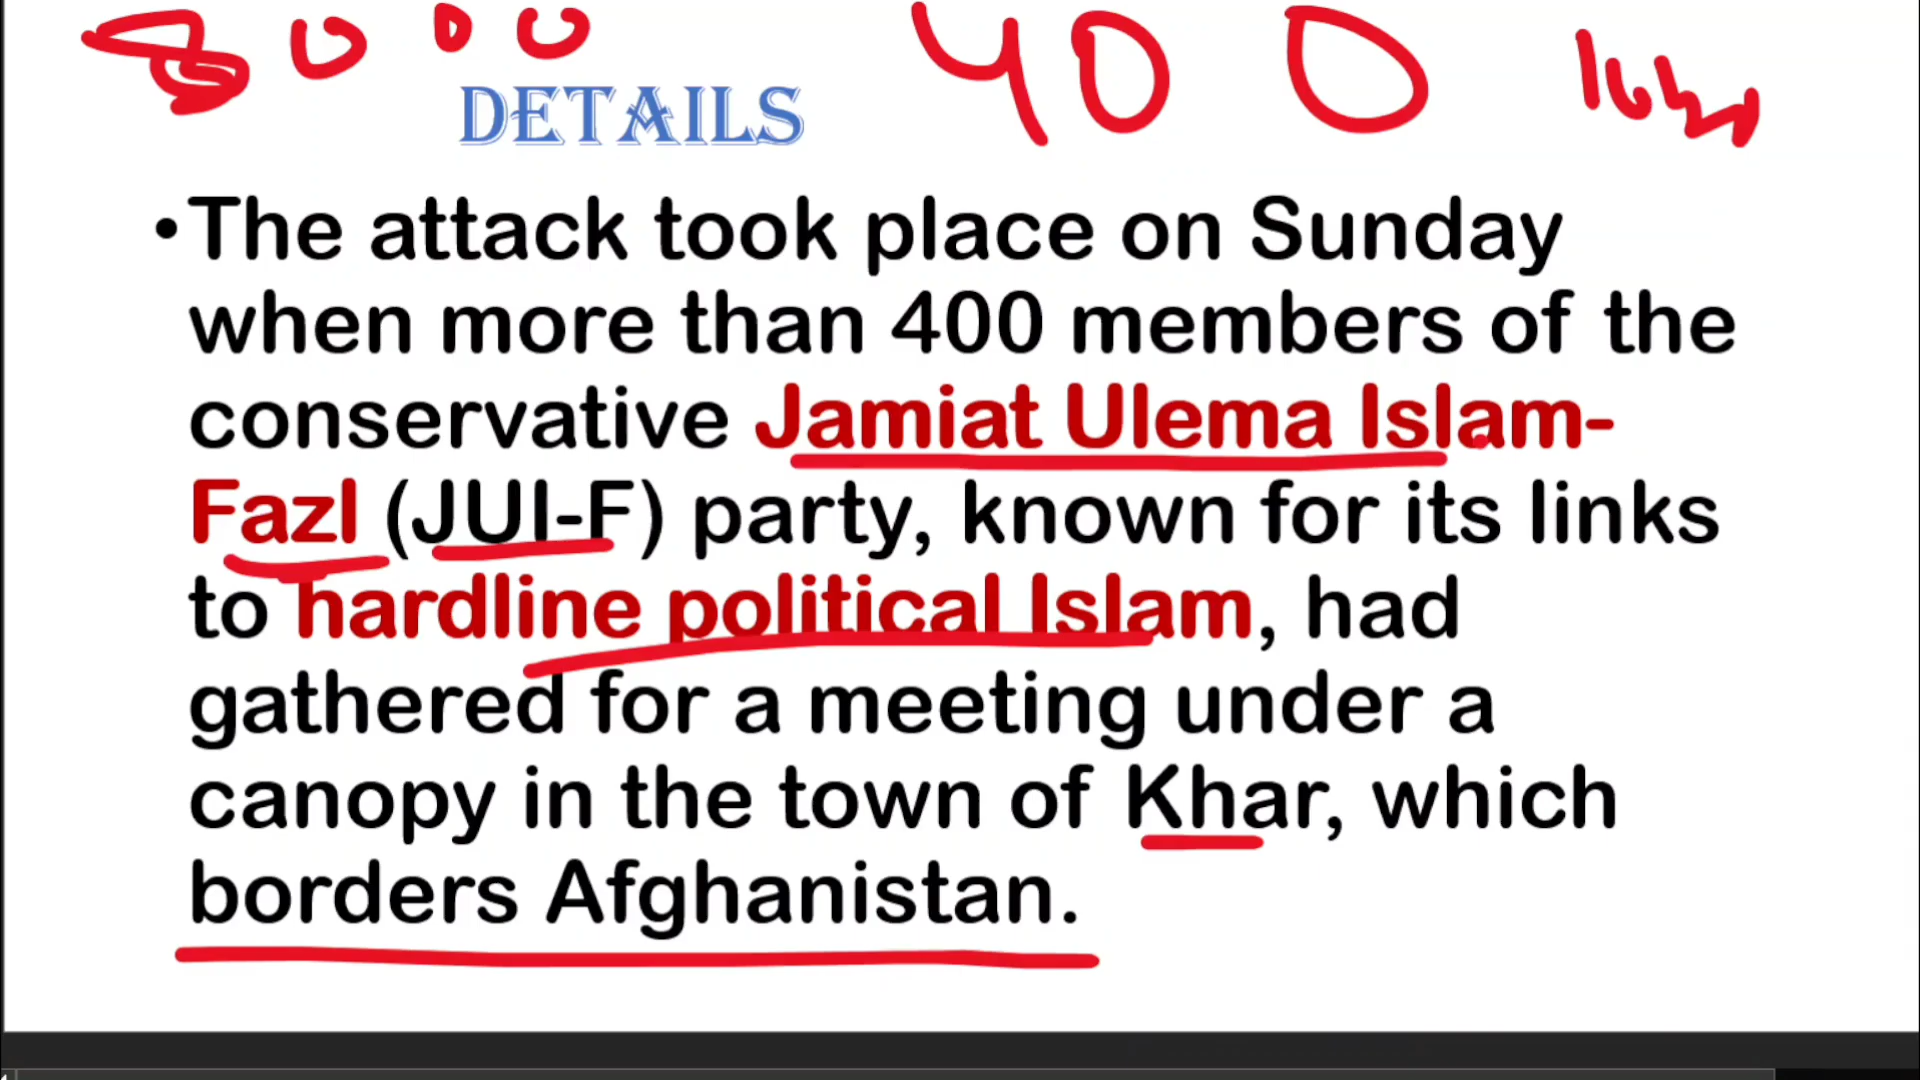 8000 400
DETAILS
•The attack took place on Sunday
when more than 400 members of the
conservative Jamiat Ulema Islam-
Fazl (JUI-F) party, known for its links
to hardline political Islam, had
gathered for a meeting under a
canopy in the town of Khar, which
borders Afghanistan.